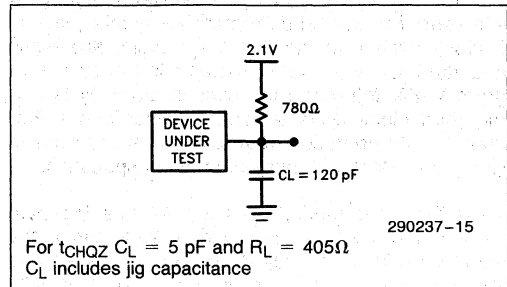 2.1V
780Ω
DEVICE
UNDER
TEST
CL = 120 pF
290237–15
For tCHQZ CL = 5 pF and RL = 405Ω
CL includes jig capacitance